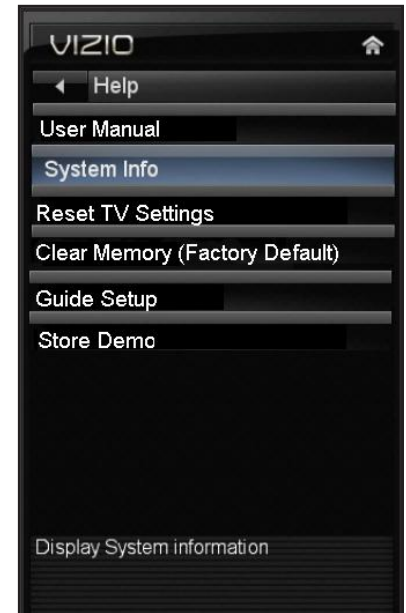 VIZIO
Help
User Manual
System Info
Reset TV Settings
Clear Memory (Factory Default)
Guide Setup
Store Demo
Display System information